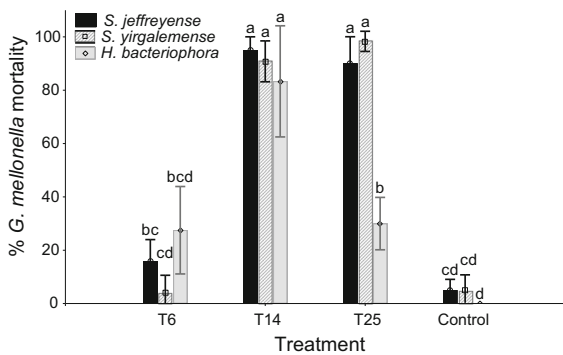 S. jeffreyense
S. yirgalemense
H. bacteriophora
% G. mellonella mortality
100
80
60
40
20
0
bc cd bcd
a a a
a a b
cd cd d
T6 T14 T25 Control
Treatment